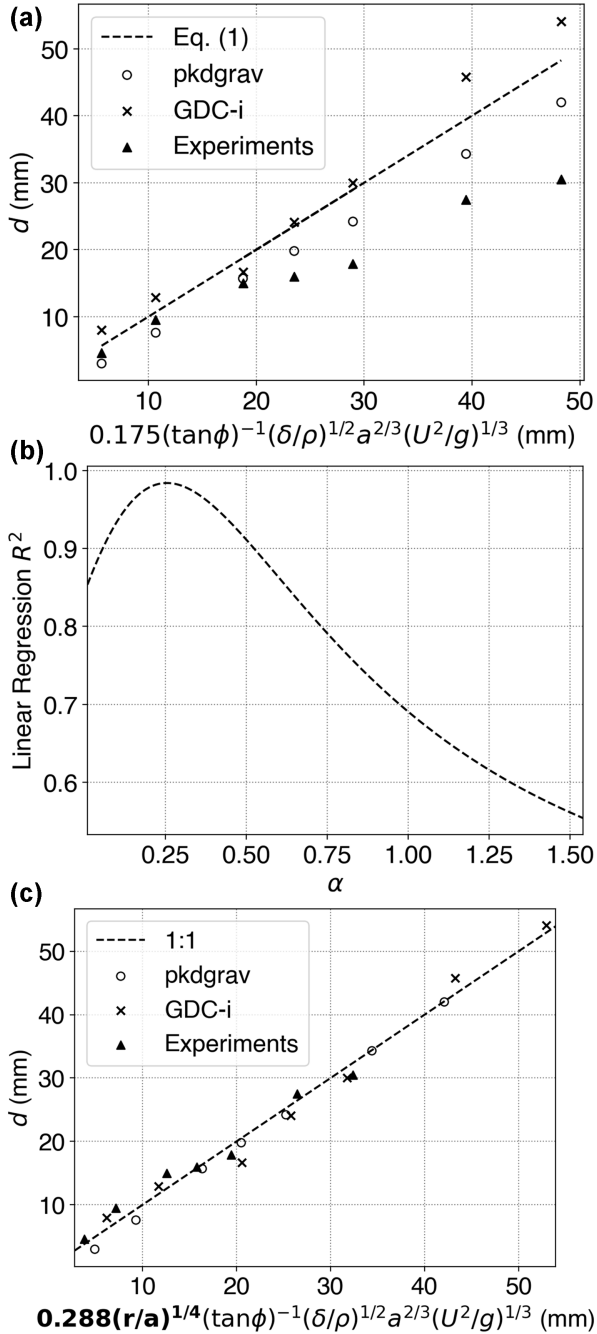 (a)
Eq. (1)
pkdgrav
GDC-i
Experiments
50
40
30
20
10
d (mm)
10 20 30 40 50
0.175(tanϕ)⁻¹(δ/ρ)^{1/2}a^{2/3}(U²/g)^{1/3} (mm)
(b)
1.0
0.9
0.8
0.7
0.6
Linear Regression R²
0.25 0.50 0.75 1.00 1.25 1.50
α
(c)
1:1
pkdgrav
GDC-i
Experiments
50
40
30
20
10
d (mm)
10 20 30 40 50
0.288(r/a)^{1/4}(tanϕ)⁻¹(δ/ρ)^{1/2}a^{2/3}(U²/g)^{1/3} (mm)